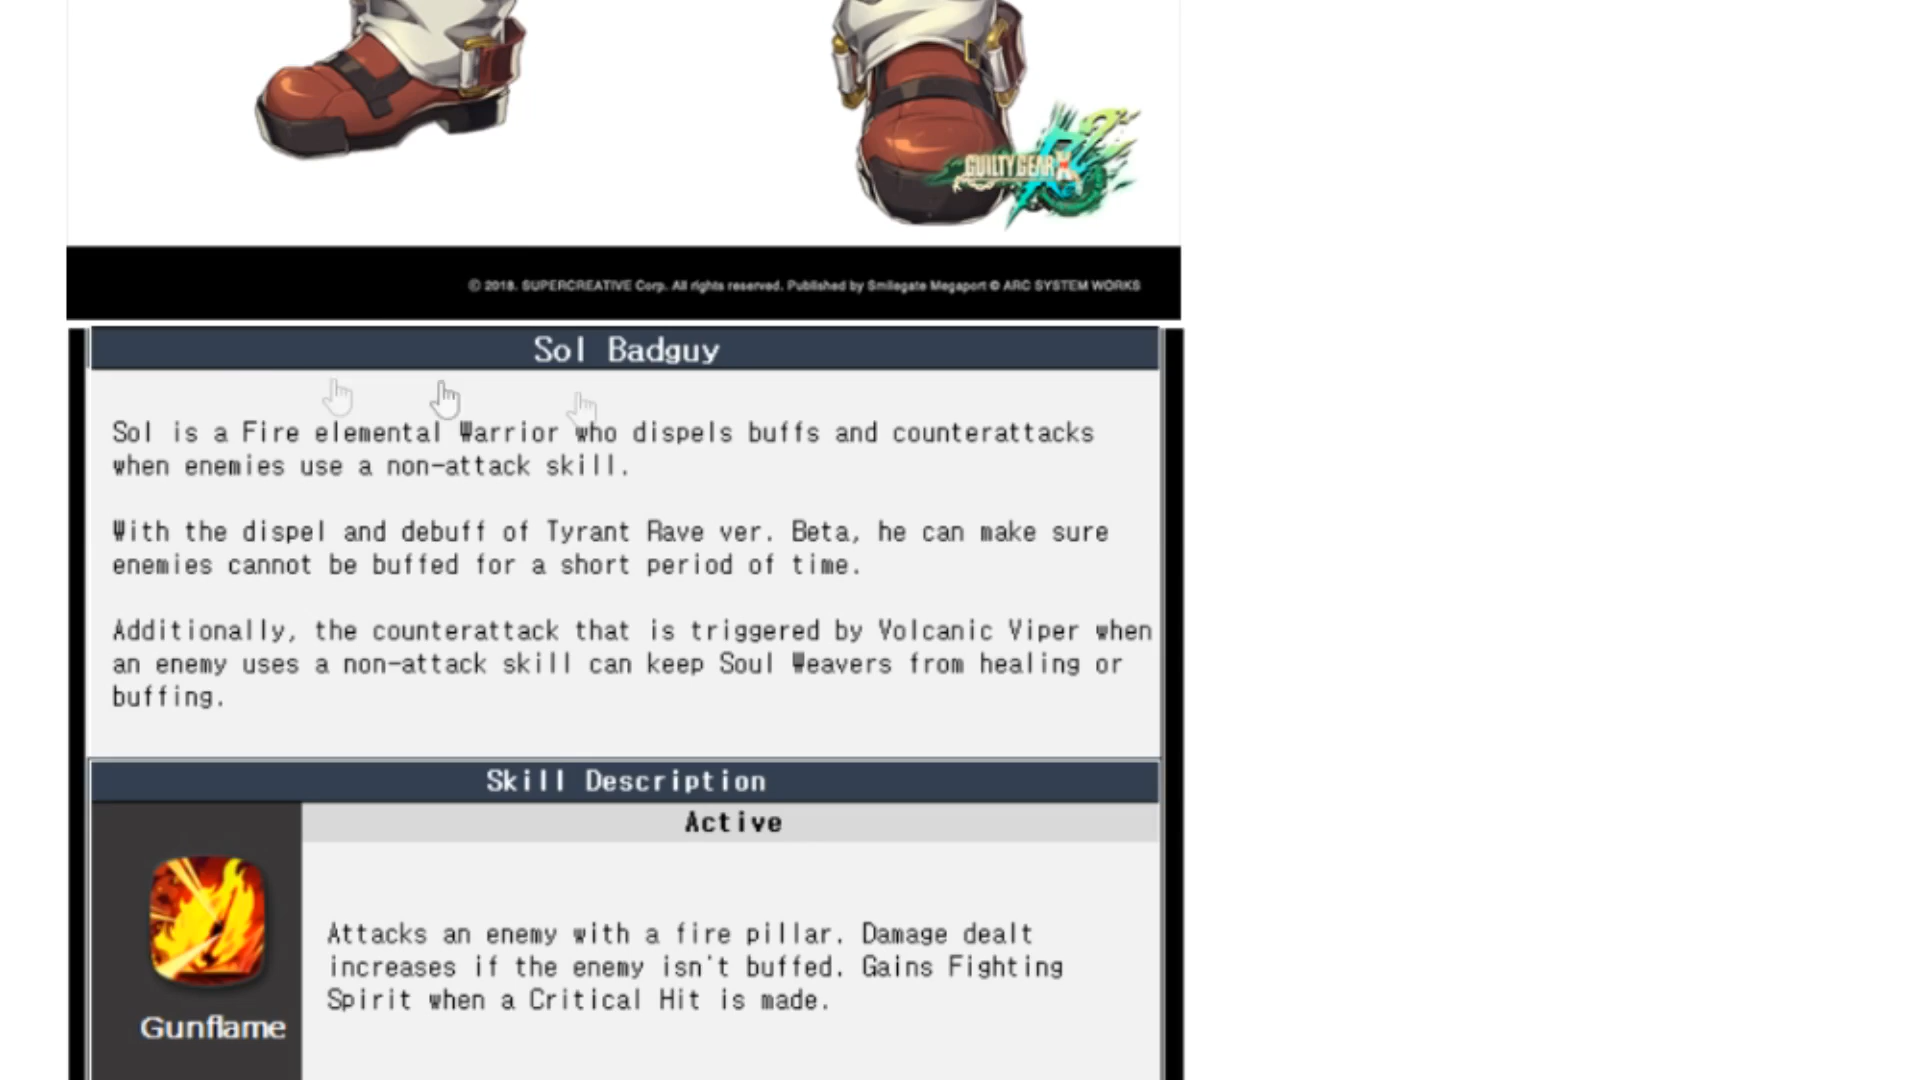 GUILTY GEAR X
© 2018. SUPERCREATIVE Corp. All rights reserved. Published by Smilegate Megaport © ARC SYSTEM WORKS
Sol Badguy
Sol is a Fire elemental Warrior who dispels buffs and counterattacks
when enemies use a non-attack skill.
With the dispel and debuff of Tyrant Rave ver. Beta, he can make sure
enemies cannot be buffed for a short period of time.
Additionally, the counterattack that is triggered by Volcanic Viper when
an enemy uses a non-attack skill can keep Soul Weavers from healing or
buffing.
Skill Description
Active
Attacks an enemy with a fire pillar. Damage dealt
increases if the enemy isn't buffed. Gains Fighting
Spirit when a Critical Hit is made.
Gunflame